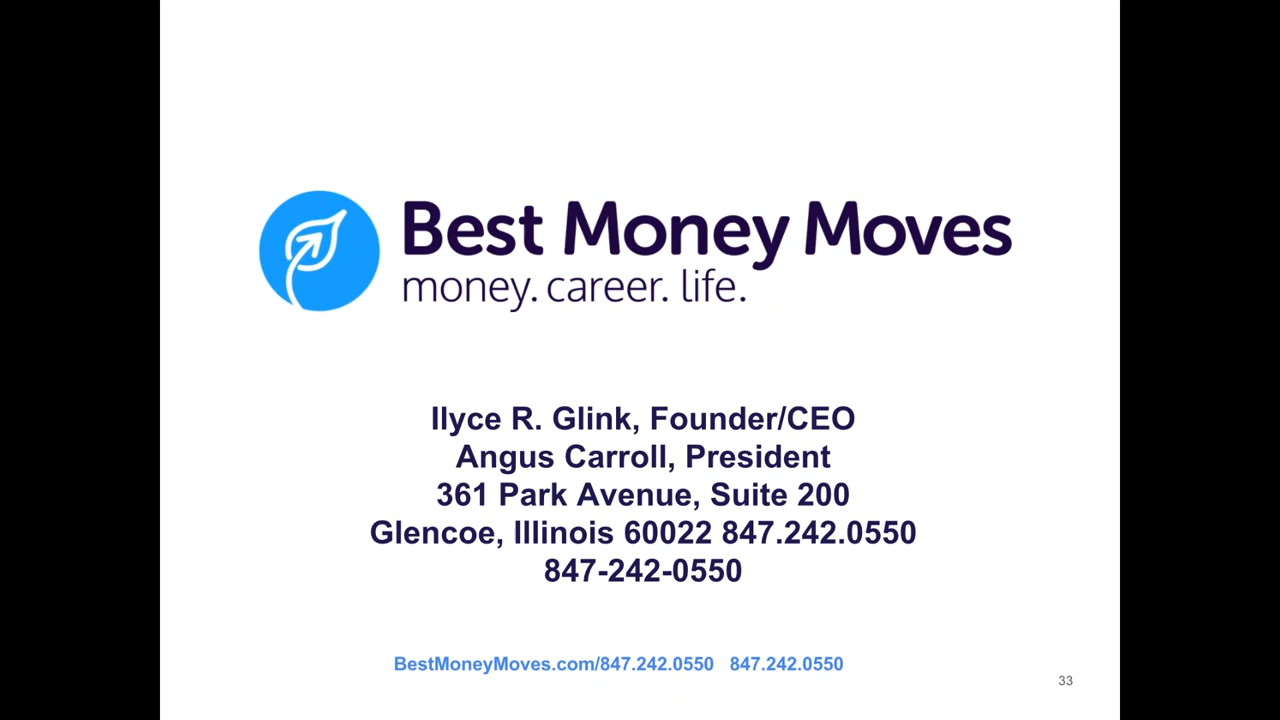 Best Money Moves
money. career. life.
Ilyce R. Glink, Founder/CEO
Angus Carroll, President
361 Park Avenue, Suite 200
Glencoe, Illinois 60022 847.242.0550
847-242-0550
BestMoneyMoves.com/847.242.0550 847.242.0550
33